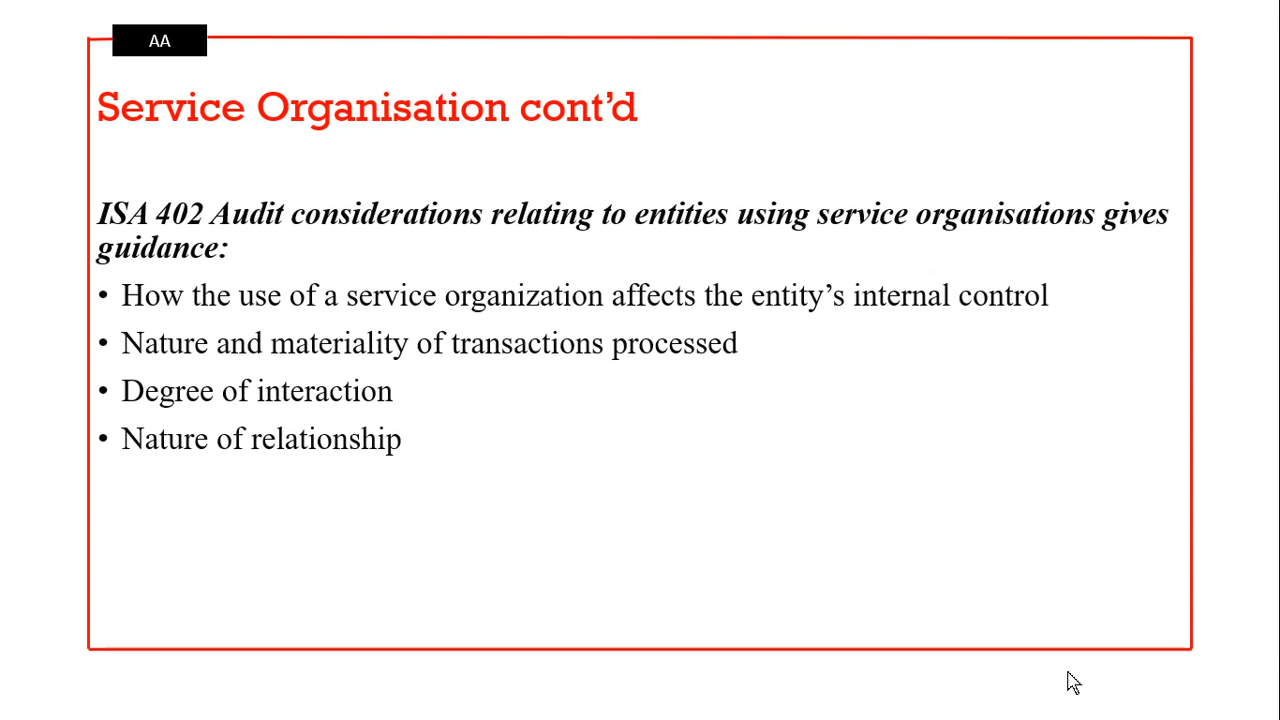 AA
Service Organisation cont’d
ISA 402 Audit considerations relating to entities using service organisations gives
guidance:
• How the use of a service organization affects the entity’s internal control
• Nature and materiality of transactions processed
• Degree of interaction
• Nature of relationship